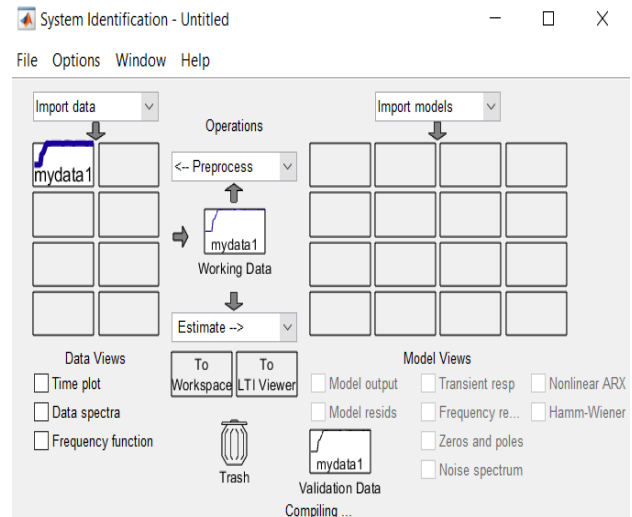 System Identification - Untitled
File Options Window Help
Import data
Import models
Operations
mydata1
<-- Preprocess
mydata1
Working Data
Estimate -->
Data Views
Time plot
Data spectra
Frequency function
To Workspace
To LTI Viewer
Trash
Model Views
Model output
Transient resp
Nonlinear ARX
Model resids
Frequency re...
Hamm-Wiener
Zeros and poles
Noise spectrum
mydata1
Validation Data
Compiling ...